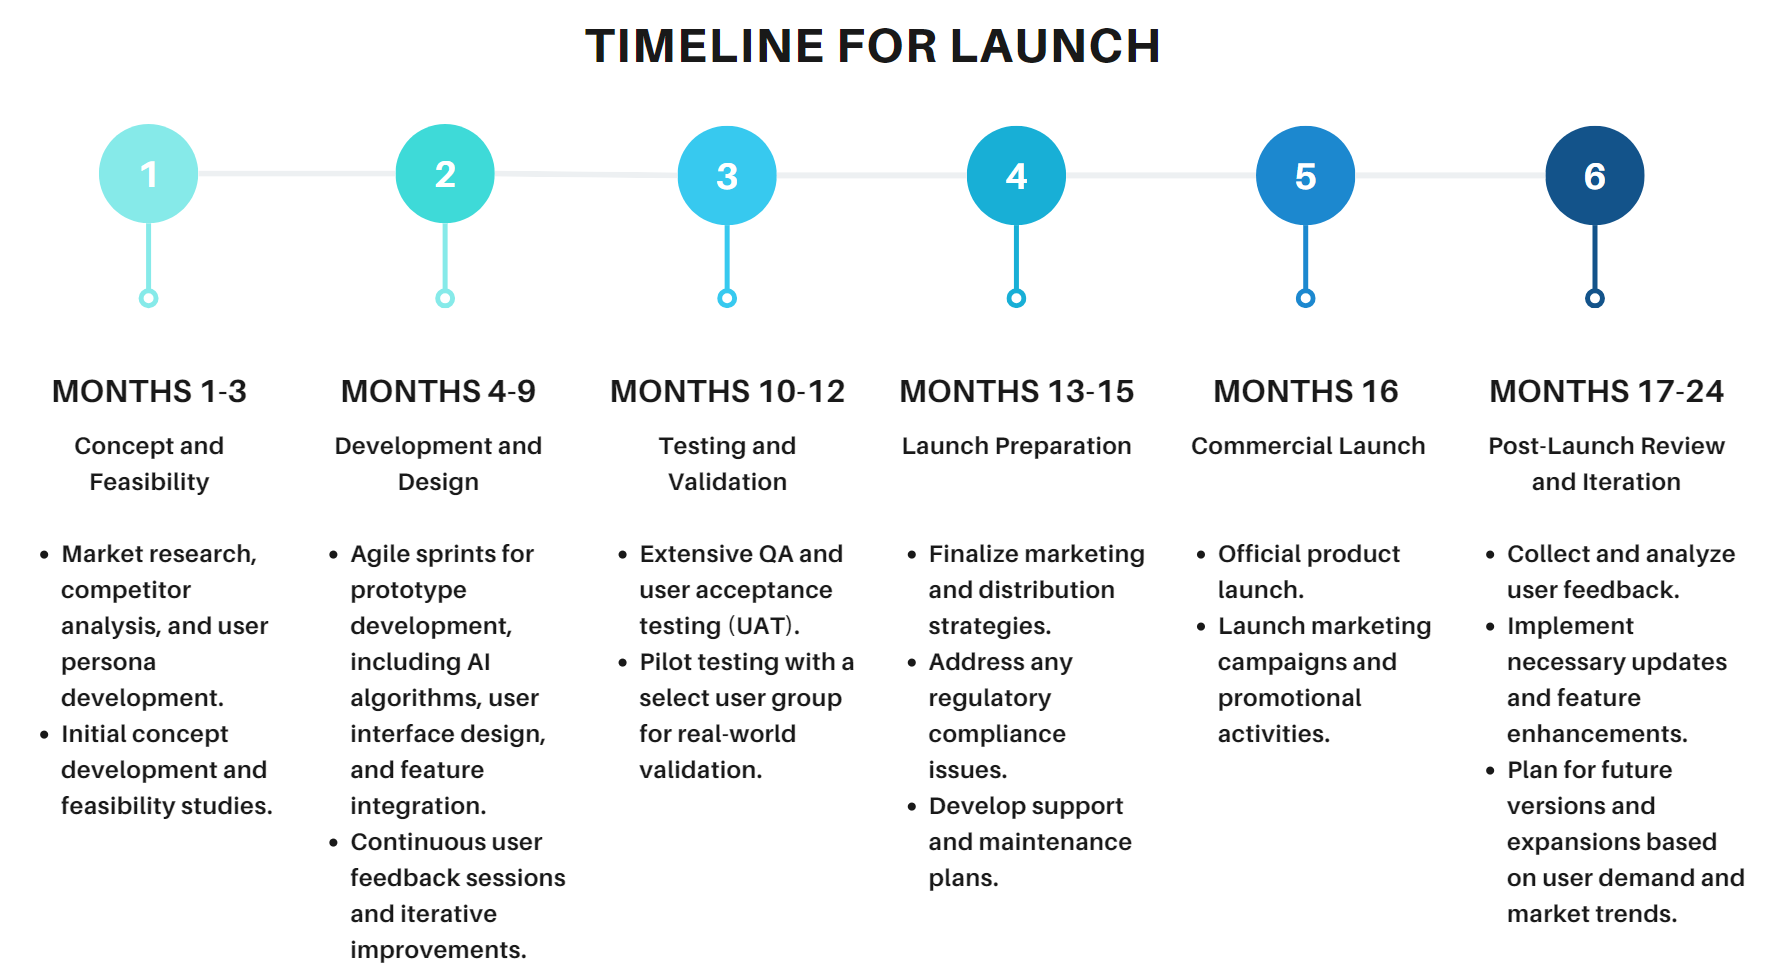 TIMELINE FOR LAUNCH
1
2
3
4
5
6
MONTHS 1-3
Concept and
Feasibility
• Market research,
competitor
analysis, and user
persona
development.
• Initial concept
development and
feasibility studies.
MONTHS 4-9
Development and
Design
• Agile sprints for
prototype
development,
including AI
algorithms, user
interface design,
and feature
integration.
• Continuous user
feedback sessions
and iterative
improvements.
MONTHS 10-12
Testing and
Validation
• Extensive QA and
user acceptance
testing (UAT).
• Pilot testing with a
select user group
for real-world
validation.
MONTHS 13-15
Launch Preparation
• Finalize marketing
and distribution
strategies.
• Address any
regulatory
compliance
issues.
• Develop support
and maintenance
plans.
MONTHS 16
Commercial Launch
• Official product
launch.
• Launch marketing
campaigns and
promotional
activities.
MONTHS 17-24
Post-Launch Review
and Iteration
• Collect and analyze
user feedback.
• Implement
necessary updates
and feature
enhancements.
• Plan for future
versions and
expansions based
on user demand and
market trends.